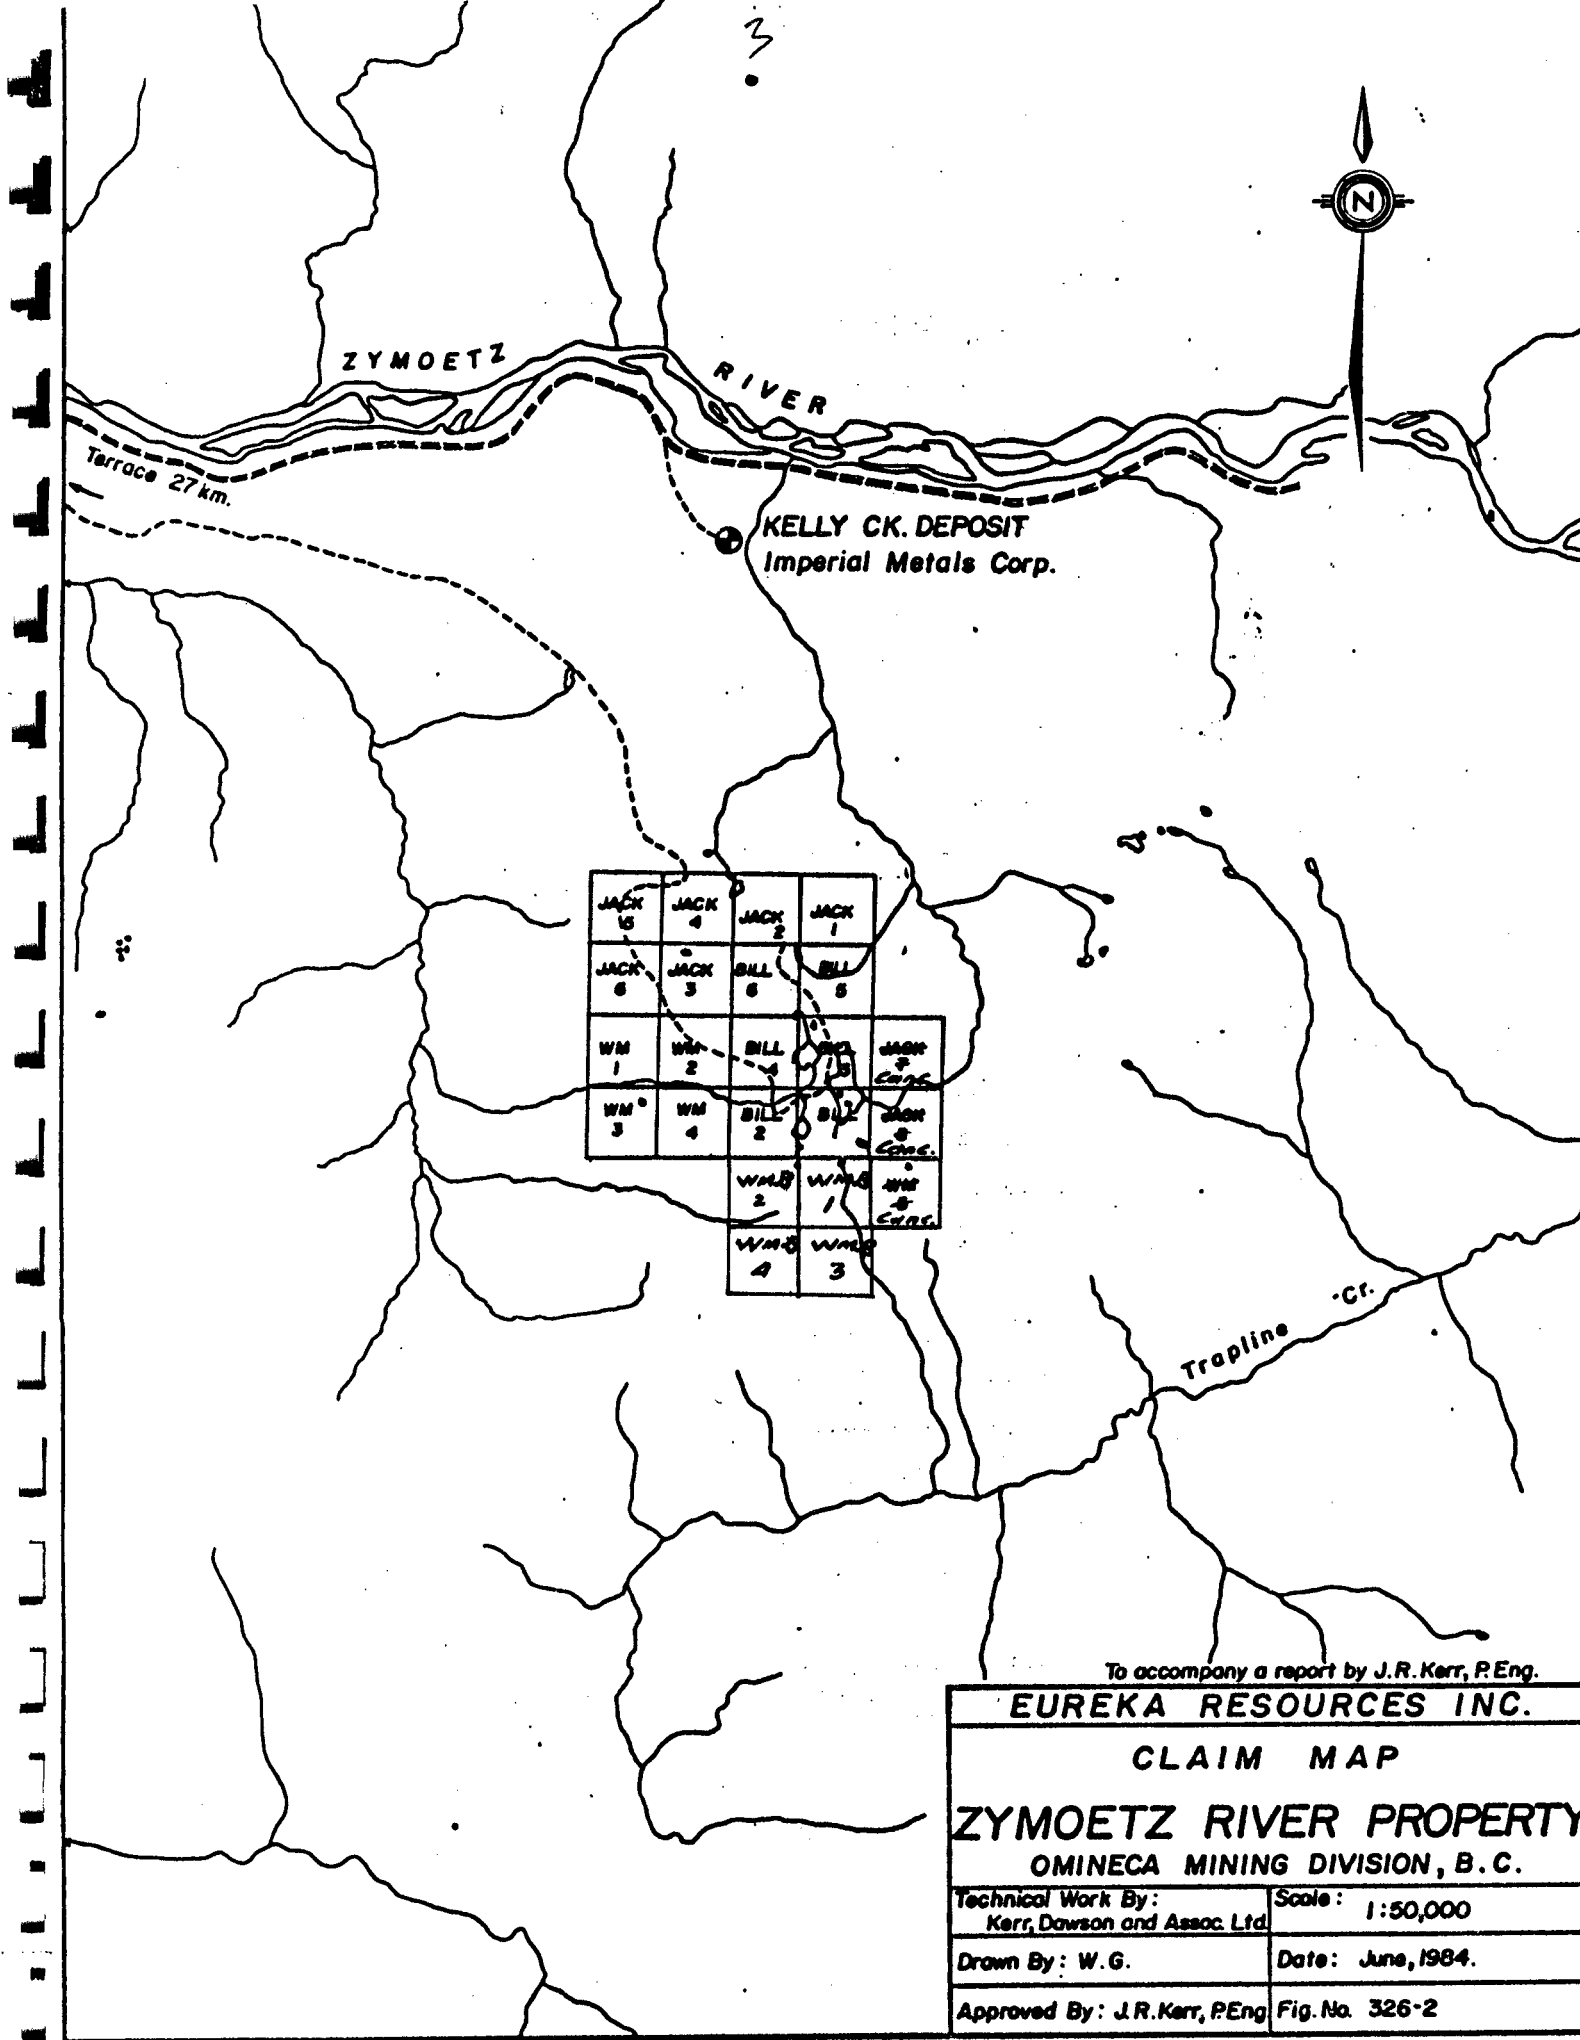 3
N
ZYMOETZ RIVER
Terrace 27 km.
KELLY CK. DEPOSIT
Imperial Metals Corp.
JACK 5
JACK 4
JACK 2
JACK 1
JACK 6
JACK 3
BILL 6
BILL 5
WM 1
WM 2
BILL 4
BILL 3
JACK 7
WM 3
WM 4
BILL 2
BILL 1
JACK 8
WMB 2
WMB 1
WM
WMB 4
WMB 3
Trapline Cr.
To accompany a report by J.R. Kerr, P. Eng.
EUREKA RESOURCES INC.
CLAIM MAP
ZYMOETZ RIVER PROPERTY
OMINECA MINING DIVISION, B.C.
Technical Work By:
Kerr, Dawson and Assoc. Ltd
Scale: 1:50,000
Drawn By: W.G.
Date: June, 1984.
Approved By: J.R. Kerr, P.Eng
Fig. No. 326-2